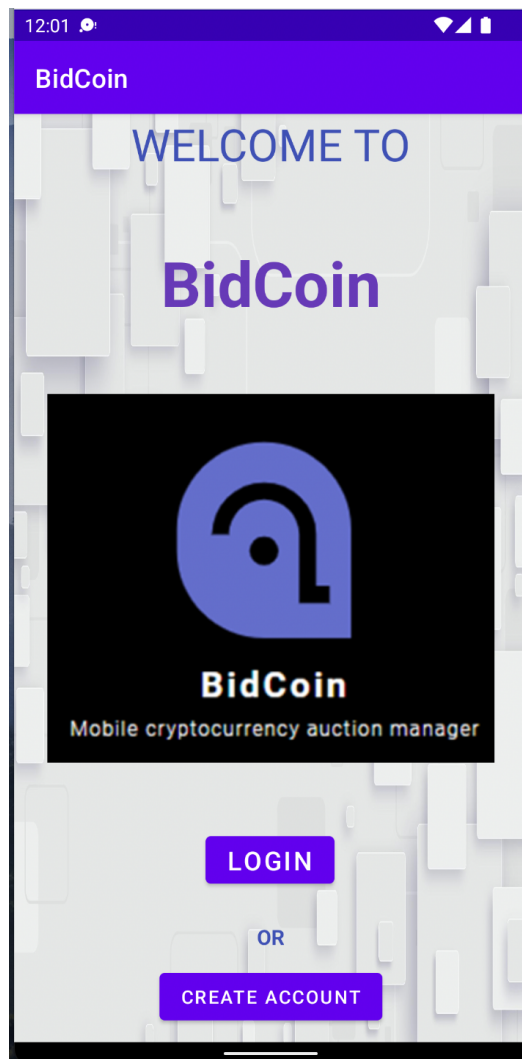 12:01
BidCoin
WELCOME TO
BidCoin
BidCoin
Mobile cryptocurrency auction manager
LOGIN
OR
CREATE ACCOUNT